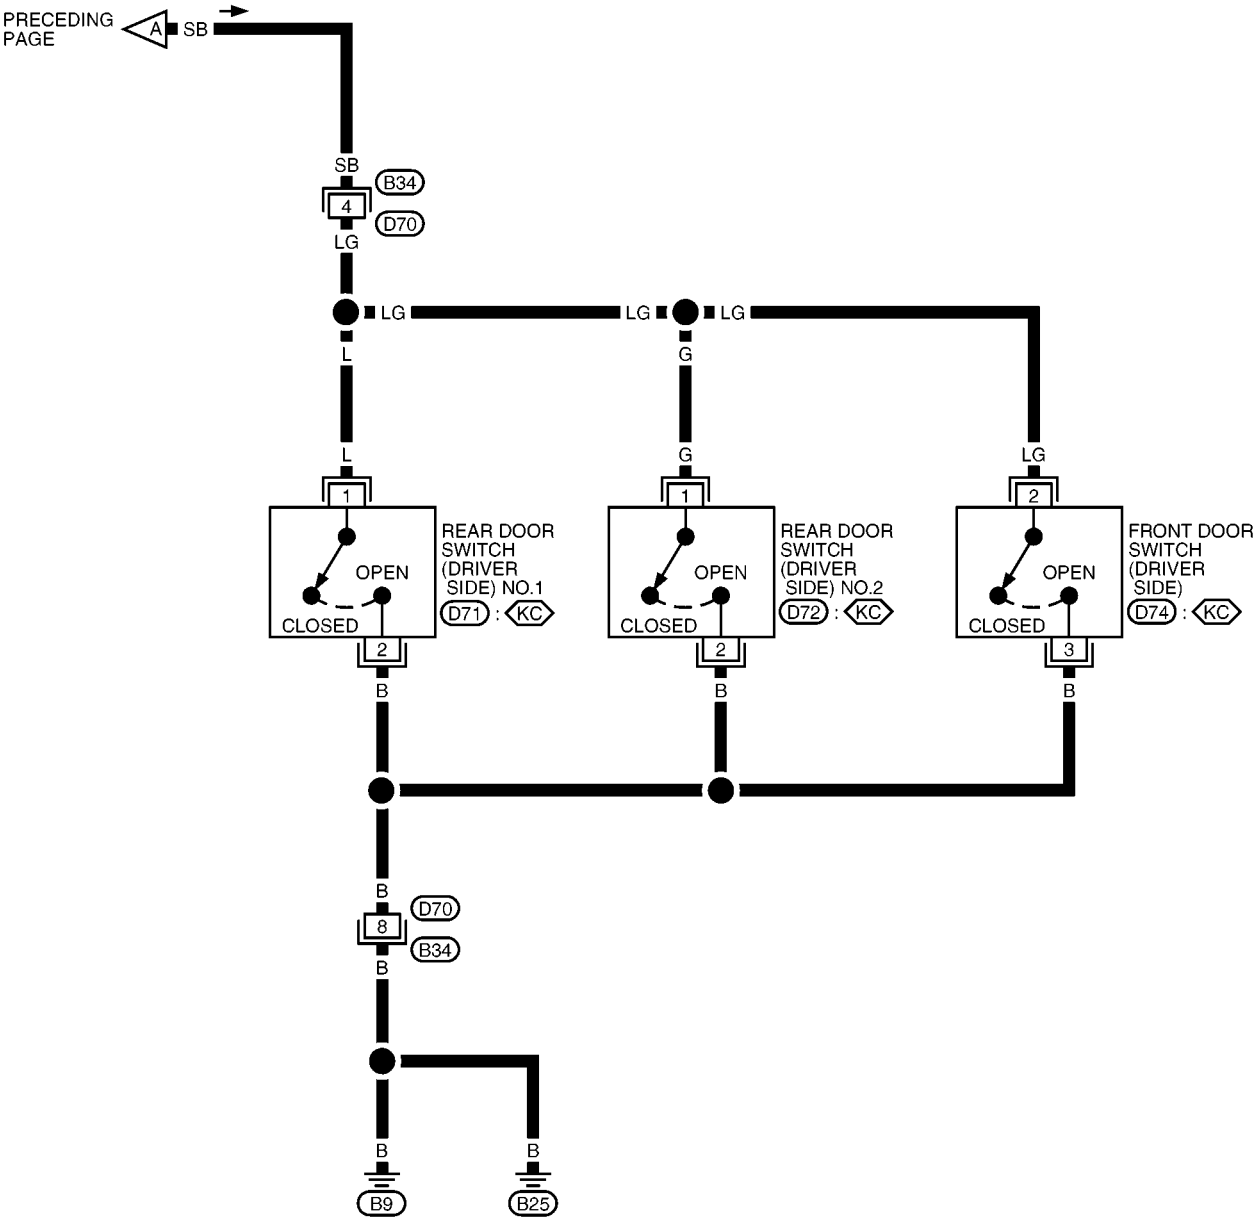 PRECEDING
PAGE
A
SB
SB
B34
4
D70
LG
LG
LG
LG
L
G
L
G
LG
1
1
2
REAR DOOR
SWITCH
(DRIVER
SIDE) NO.1
D71 : KC
OPEN
CLOSED
REAR DOOR
SWITCH
(DRIVER
SIDE) NO.2
D72 : KC
OPEN
CLOSED
FRONT DOOR
SWITCH
(DRIVER
SIDE)
D74 : KC
OPEN
CLOSED
2
2
3
B
B
B
B
D70
8
B34
B
B
B
B9
B25